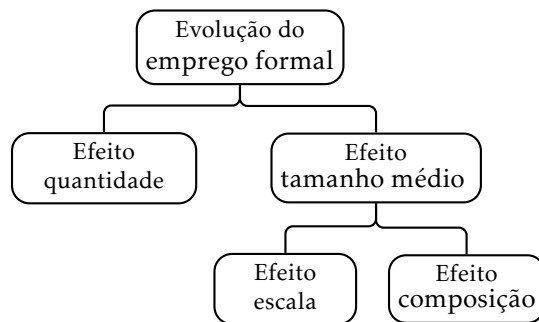 Evolução do
emprego formal
Efeito
quantidade
Efeito
tamanho médio
Efeito
escala
Efeito
composição